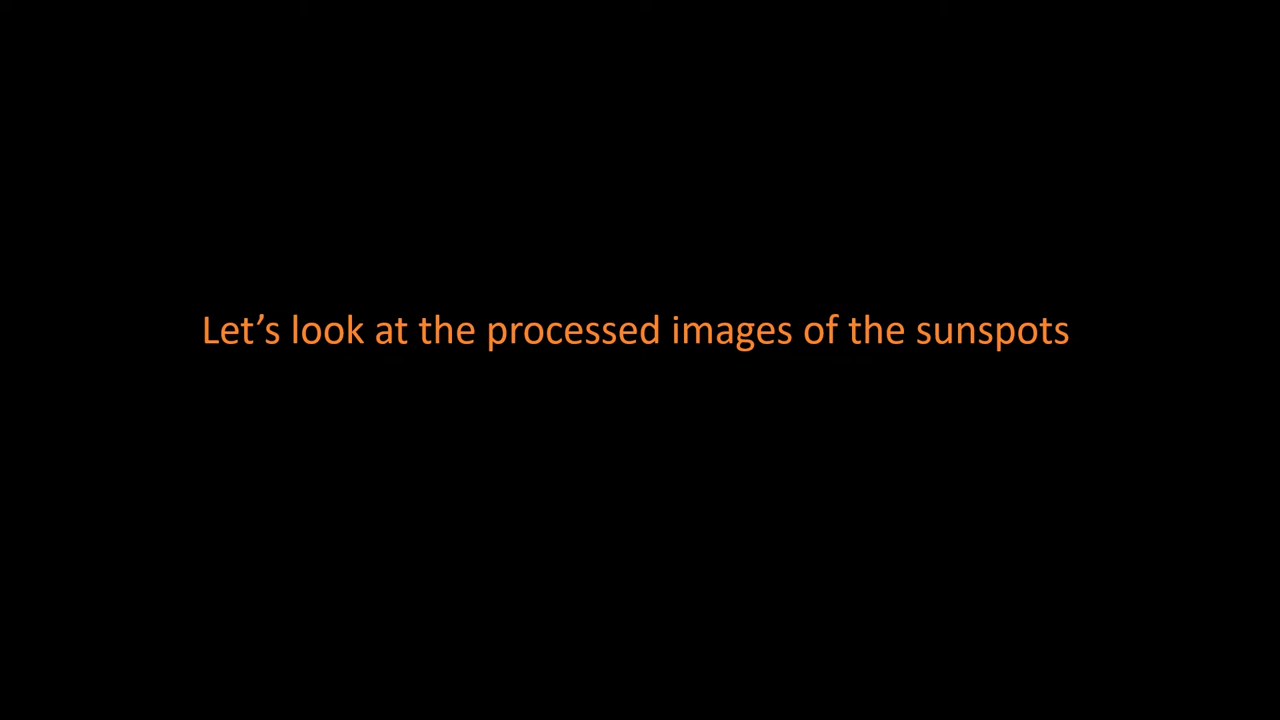 Let’s look at the processed images of the sunspots